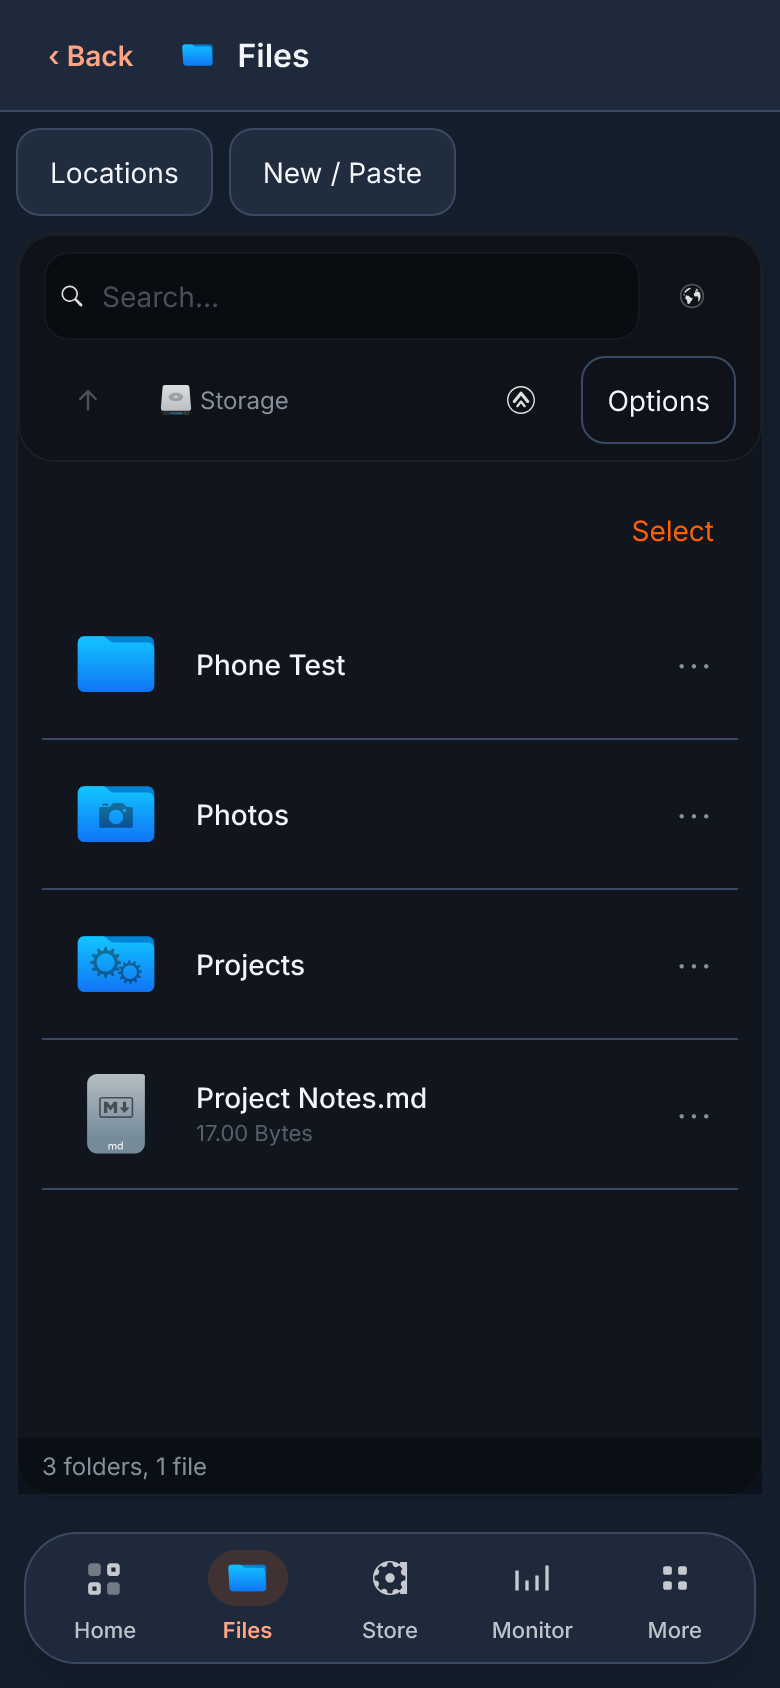 ‹ Back
Files
Locations
New / Paste
Search...
Storage
Options
Select
Phone Test
Photos
Projects
Project Notes.md
17.00 Bytes
M
md
3 folders, 1 file
Home
Files
Store
Monitor
More